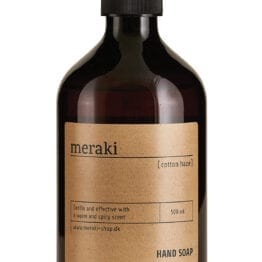 meraki
[ cotton haze ]
Gentle and effective with
a warm and spicy scent
500 ml
www.meraki-shop.dk
HAND SOAP